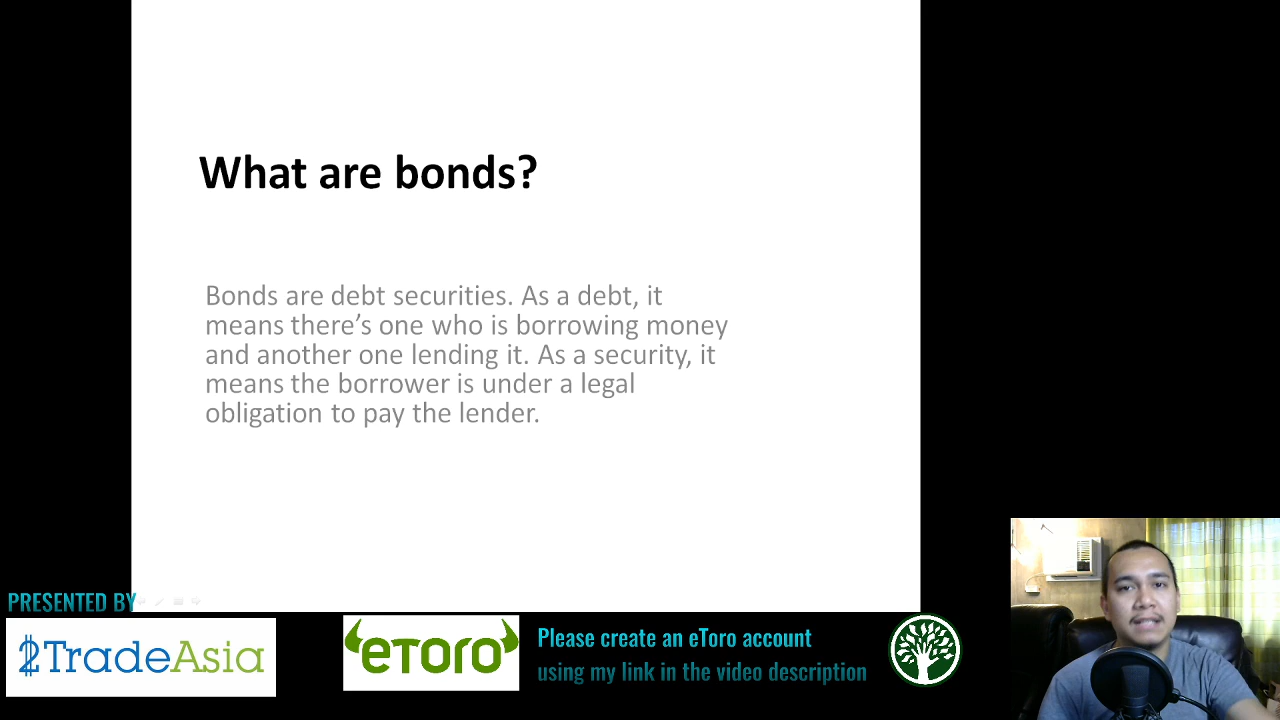 What are bonds?
Bonds are debt securities. As a debt, it
means there’s one who is borrowing money
and another one lending it. As a security, it
means the borrower is under a legal
obligation to pay the lender.
PRESENTED BY
2TradeAsia
eToro
Please create an eToro account
using my link in the video description